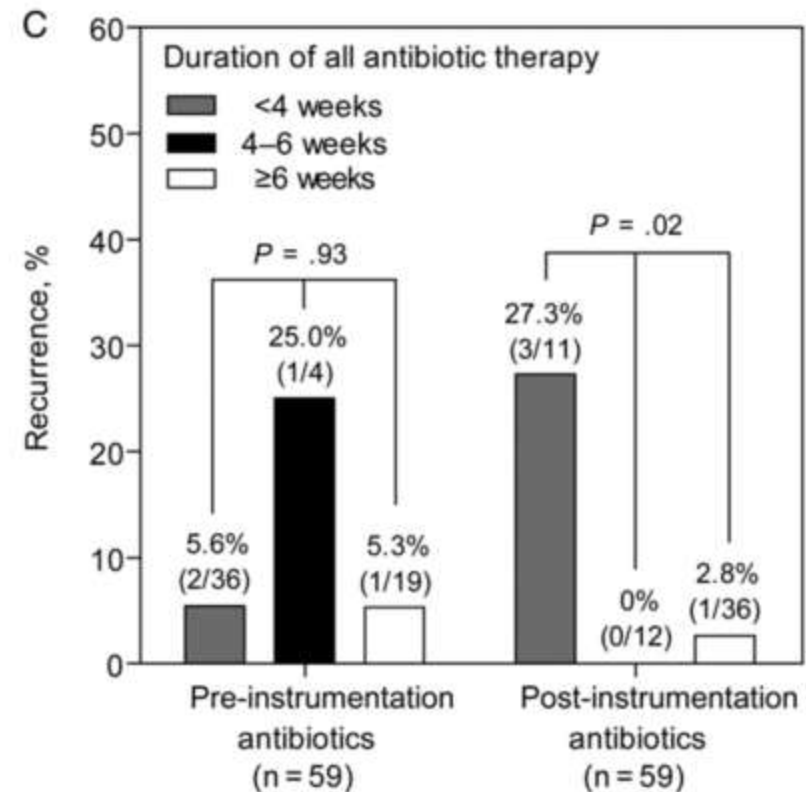 C
Duration of all antibiotic therapy
<4 weeks
4–6 weeks
≥6 weeks
Recurrence, %
60
50
40
30
20
10
0
P = .93
5.6%
(2/36)
25.0%
(1/4)
5.3%
(1/19)
P = .02
27.3%
(3/11)
0%
(0/12)
2.8%
(1/36)
Pre-instrumentation
antibiotics
(n = 59)
Post-instrumentation
antibiotics
(n = 59)